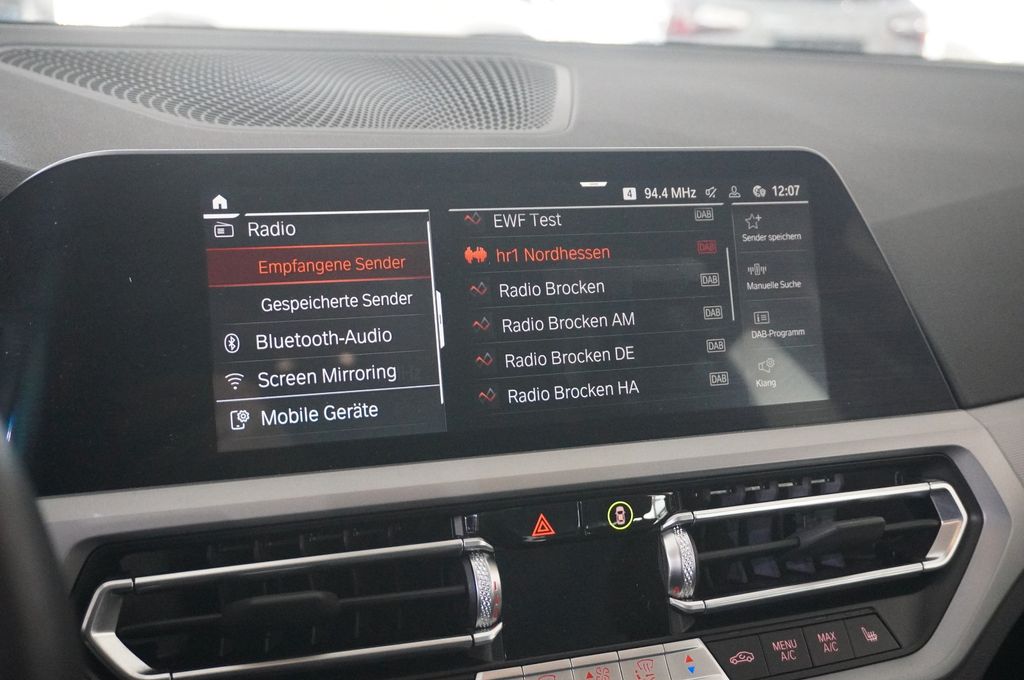 4 94.4 MHz 12:07
Radio
Empfangene Sender
Gespeicherte Sender
Bluetooth-Audio
Screen Mirroring
Mobile Geräte
EWF Test DAB
hr1 Nordhessen DAB
Radio Brocken DAB
Radio Brocken AM DAB
Radio Brocken DE DAB
Radio Brocken HA DAB
Sender speichern
Manuelle Suche
DAB-Programm
Klang
MENU
A/C
MAX
A/C